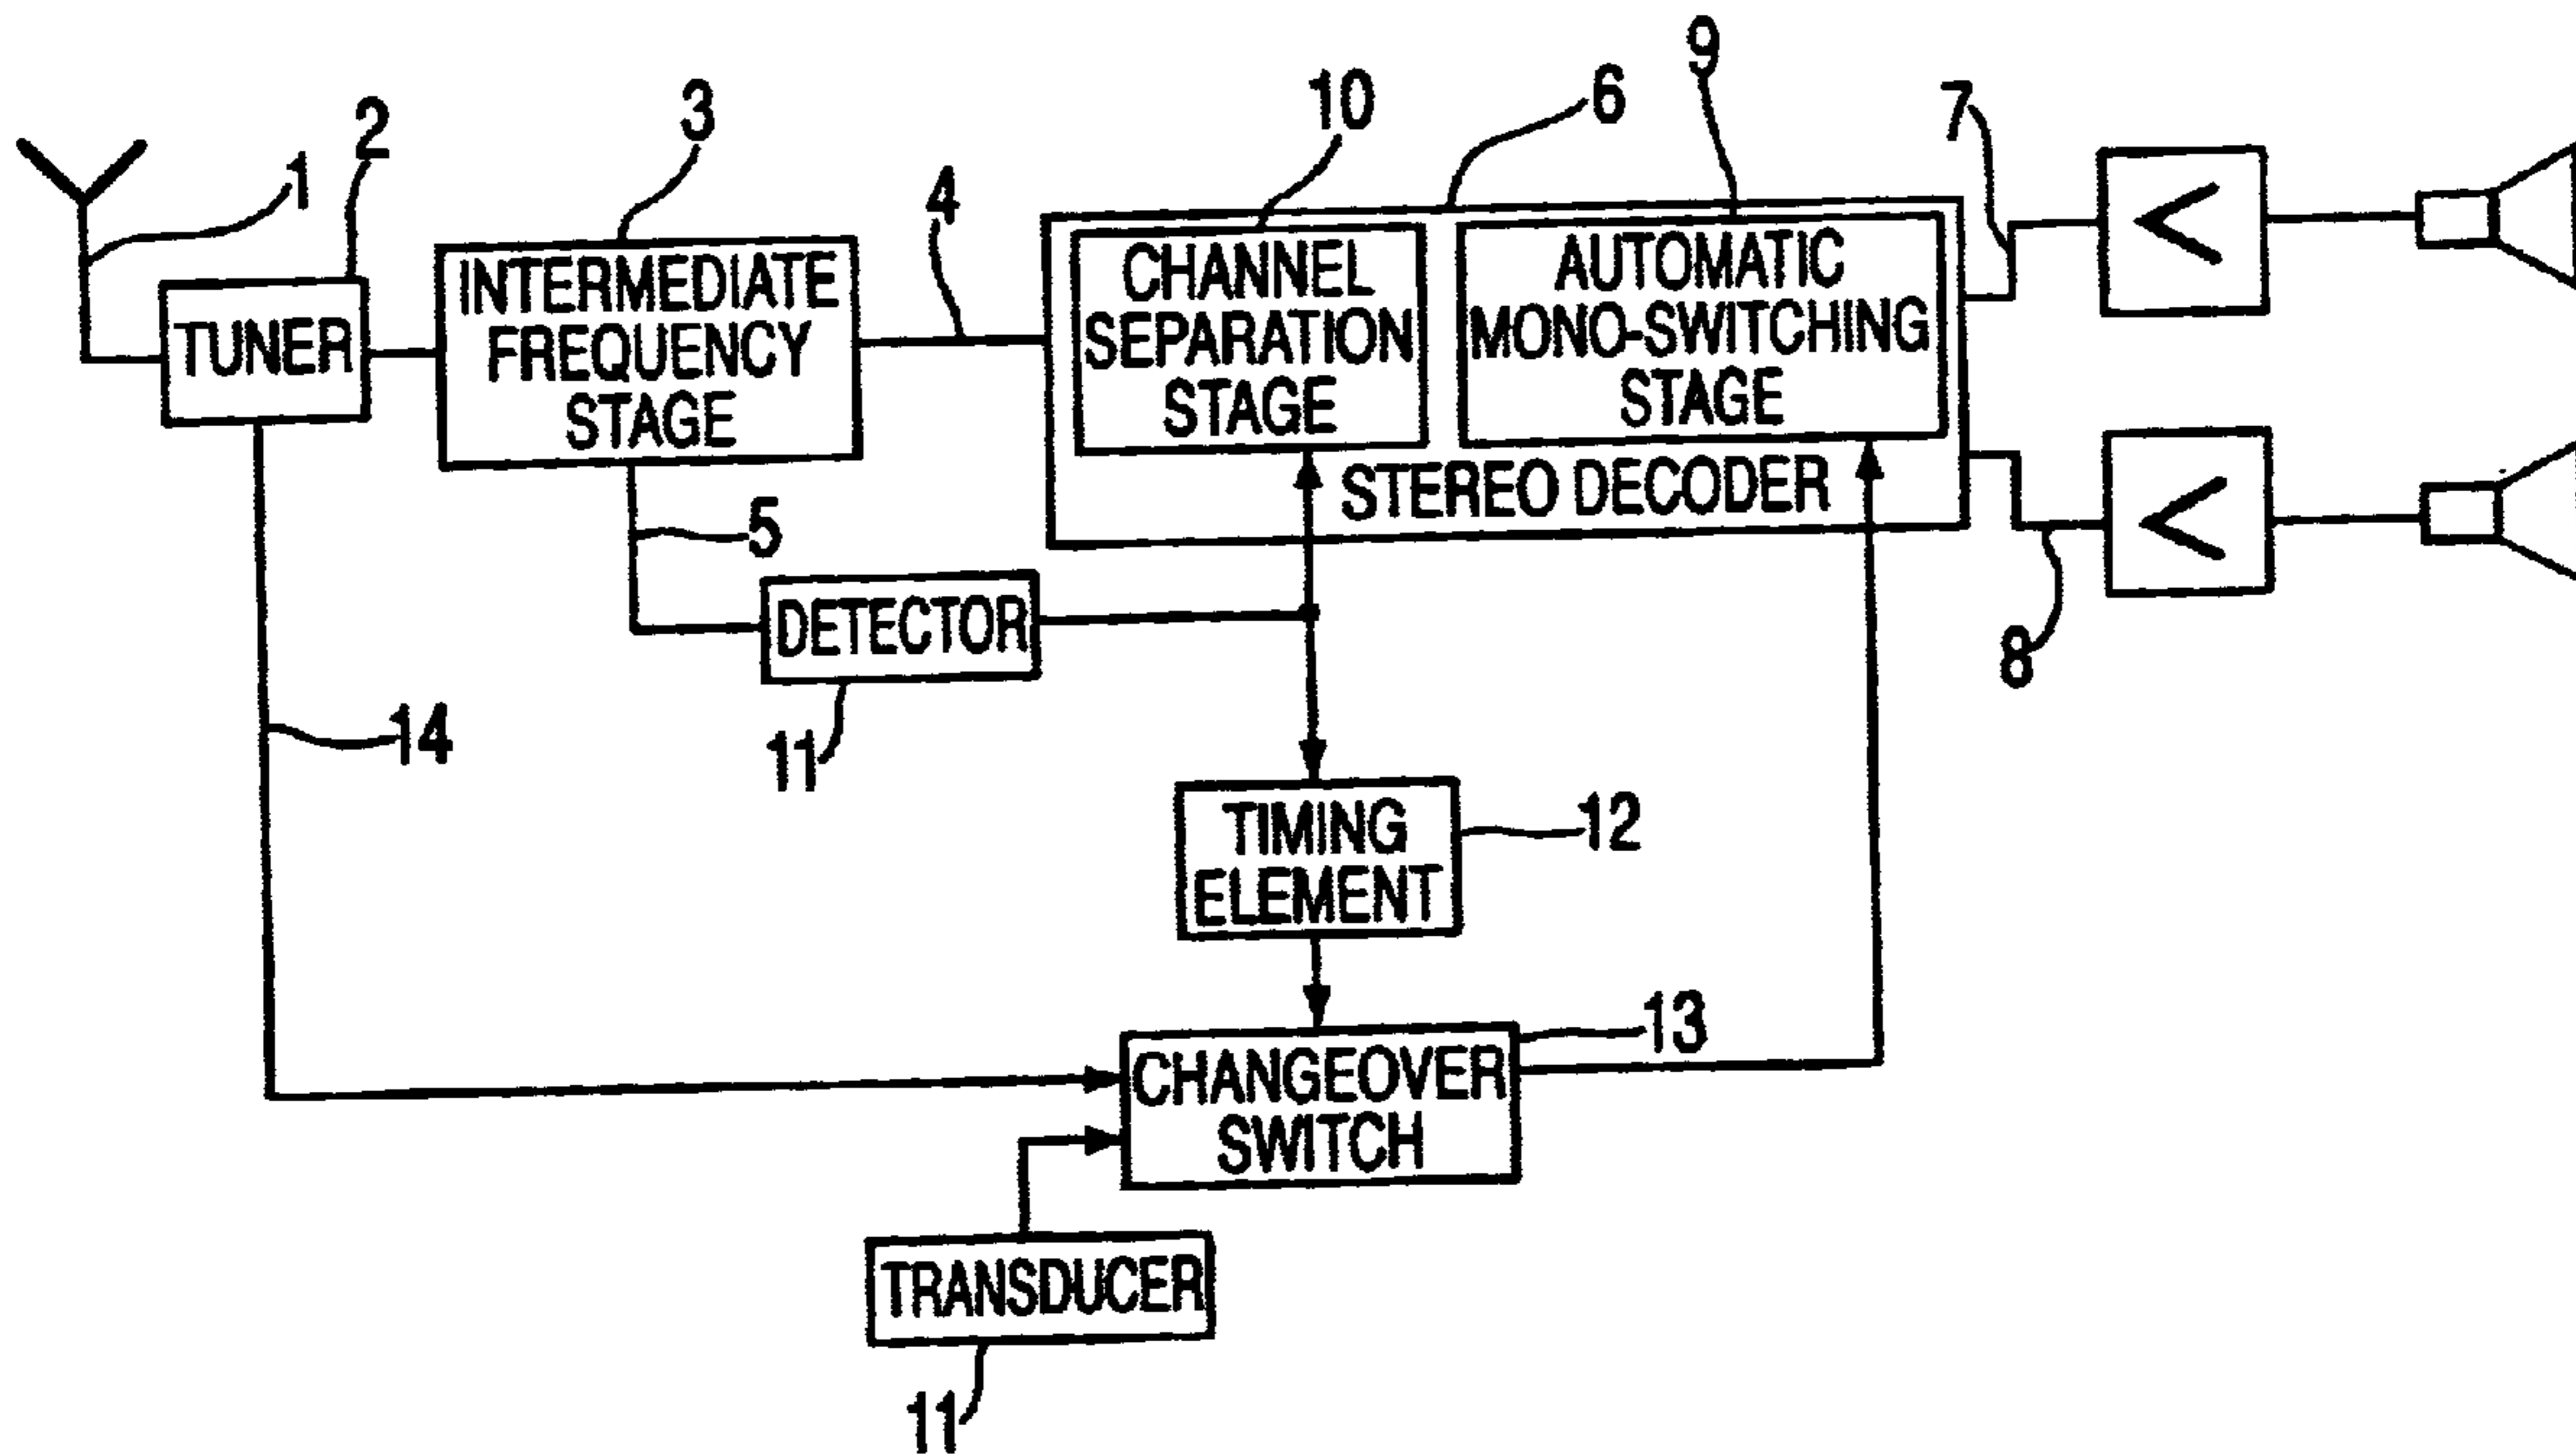 1
2
3
4
10
6
9
7
TUNER
INTERMEDIATE
FREQUENCY
STAGE
CHANNEL
SEPARATION
STAGE
AUTOMATIC
MONO-SWITCHING
STAGE
STEREO DECODER
5
DETECTOR
11
8
14
TIMING
ELEMENT
12
CHANGEOVER
SWITCH
13
TRANSDUCER
11